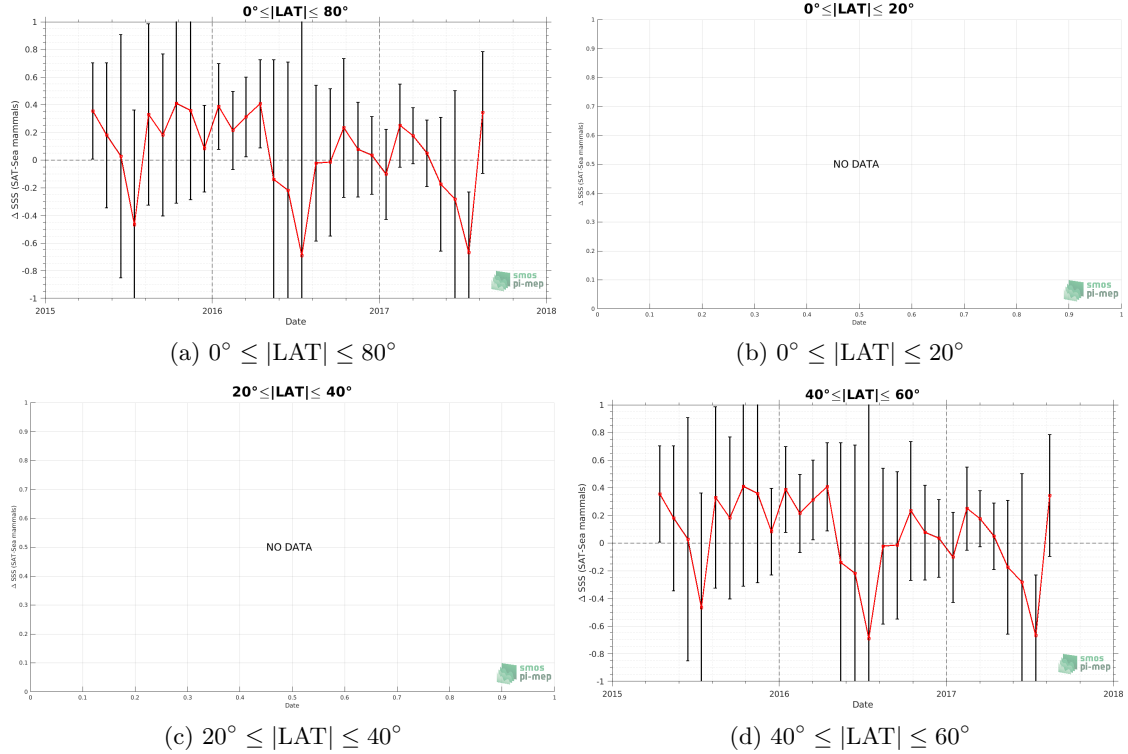 0°≤|LAT|≤ 80°
1
0.8
0.6
0.4
0.2
0
-0.2
-0.4
-0.6
-0.8
-1
Δ SSS (SAT-Sea mammals)
2015
2016
2017
2018
Date
smos
pi-mep
(a) 0° ≤ |LAT| ≤ 80°
0°≤|LAT|≤ 20°
1
0.9
0.8
0.7
0.6
0.5
0.4
0.3
0.2
0.1
0
Δ SSS (SAT-Sea mammals)
NO DATA
0
0.1
0.2
0.3
0.4
0.5
0.6
0.7
0.8
0.9
1
Date
smos
pi-mep
(b) 0° ≤ |LAT| ≤ 20°
20°≤|LAT|≤ 40°
1
0.9
0.8
0.7
0.6
0.5
0.4
0.3
0.2
0.1
0
Δ SSS (SAT-Sea mammals)
NO DATA
0
0.1
0.2
0.3
0.4
0.5
0.6
0.7
0.8
0.9
1
Date
smos
pi-mep
(c) 20° ≤ |LAT| ≤ 40°
40°≤|LAT|≤ 60°
1
0.8
0.6
0.4
0.2
0
-0.2
-0.4
-0.6
-0.8
-1
Δ SSS (SAT-Sea mammals)
2015
2016
2017
2018
Date
smos
pi-mep
(d) 40° ≤ |LAT| ≤ 60°